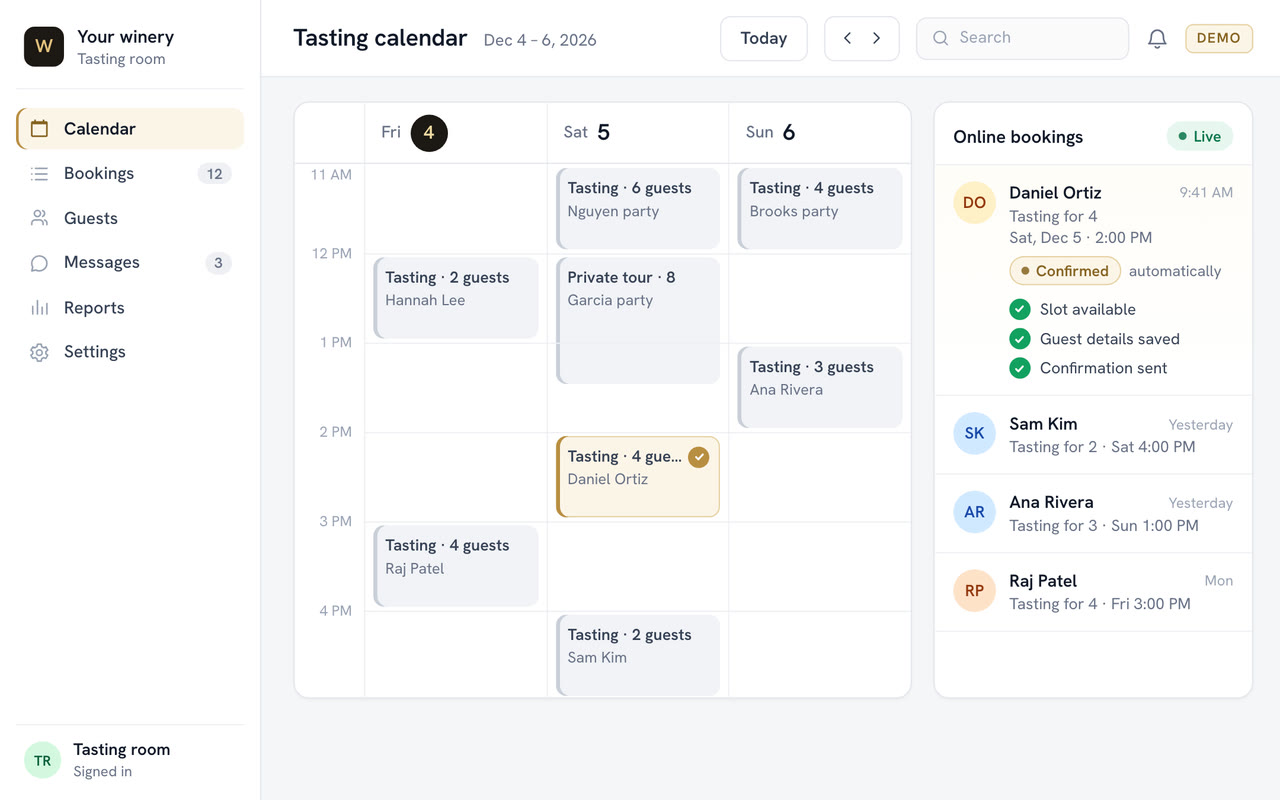 W
Your winery
Tasting room
Calendar
Bookings 12
Guests
Messages 3
Reports
Settings
TR
Tasting room
Signed in
Tasting calendar Dec 4 – 6, 2026
Today
Search
DEMO
Fri 4
Sat 5
Sun 6
11 AM
12 PM
1 PM
2 PM
3 PM
4 PM
Tasting · 2 guests
Hannah Lee
Tasting · 4 guests
Raj Patel
Tasting · 6 guests
Nguyen party
Private tour · 8
Garcia party
Tasting · 4 gue...
Daniel Ortiz
Tasting · 2 guests
Sam Kim
Tasting · 4 guests
Brooks party
Tasting · 3 guests
Ana Rivera
Online bookings
Live
DO
Daniel Ortiz 9:41 AM
Tasting for 4
Sat, Dec 5 · 2:00 PM
Confirmed automatically
Slot available
Guest details saved
Confirmation sent
SK
Sam Kim Yesterday
Tasting for 2 · Sat 4:00 PM
AR
Ana Rivera Yesterday
Tasting for 3 · Sun 1:00 PM
RP
Raj Patel Mon
Tasting for 4 · Fri 3:00 PM